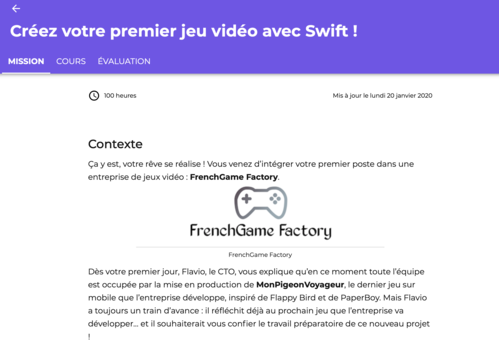 Créez votre premier jeu vidéo avec Swift !
MISSION COURS ÉVALUATION
100 heures Mis à jour le lundi 20 janvier 2020
Contexte
Ça y est, votre rêve se réalise ! Vous venez d'intégrer votre premier poste dans une
entreprise de jeux vidéo : FrenchGame Factory.
FrenchGame Factory
FrenchGame Factory
Dès votre premier jour, Flavio, le CTO, vous explique qu'en ce moment toute l'équipe
est occupée par la mise en production de MonPigeonVoyageur, le dernier jeu sur
mobile que l'entreprise développe, inspiré de Flappy Bird et de PaperBoy. Mais Flavio
a toujours un train d'avance : il réfléchit déjà au prochain jeu que l'entreprise va
développer... et il souhaiterait vous confier le travail préparatoire de ce nouveau projet
!